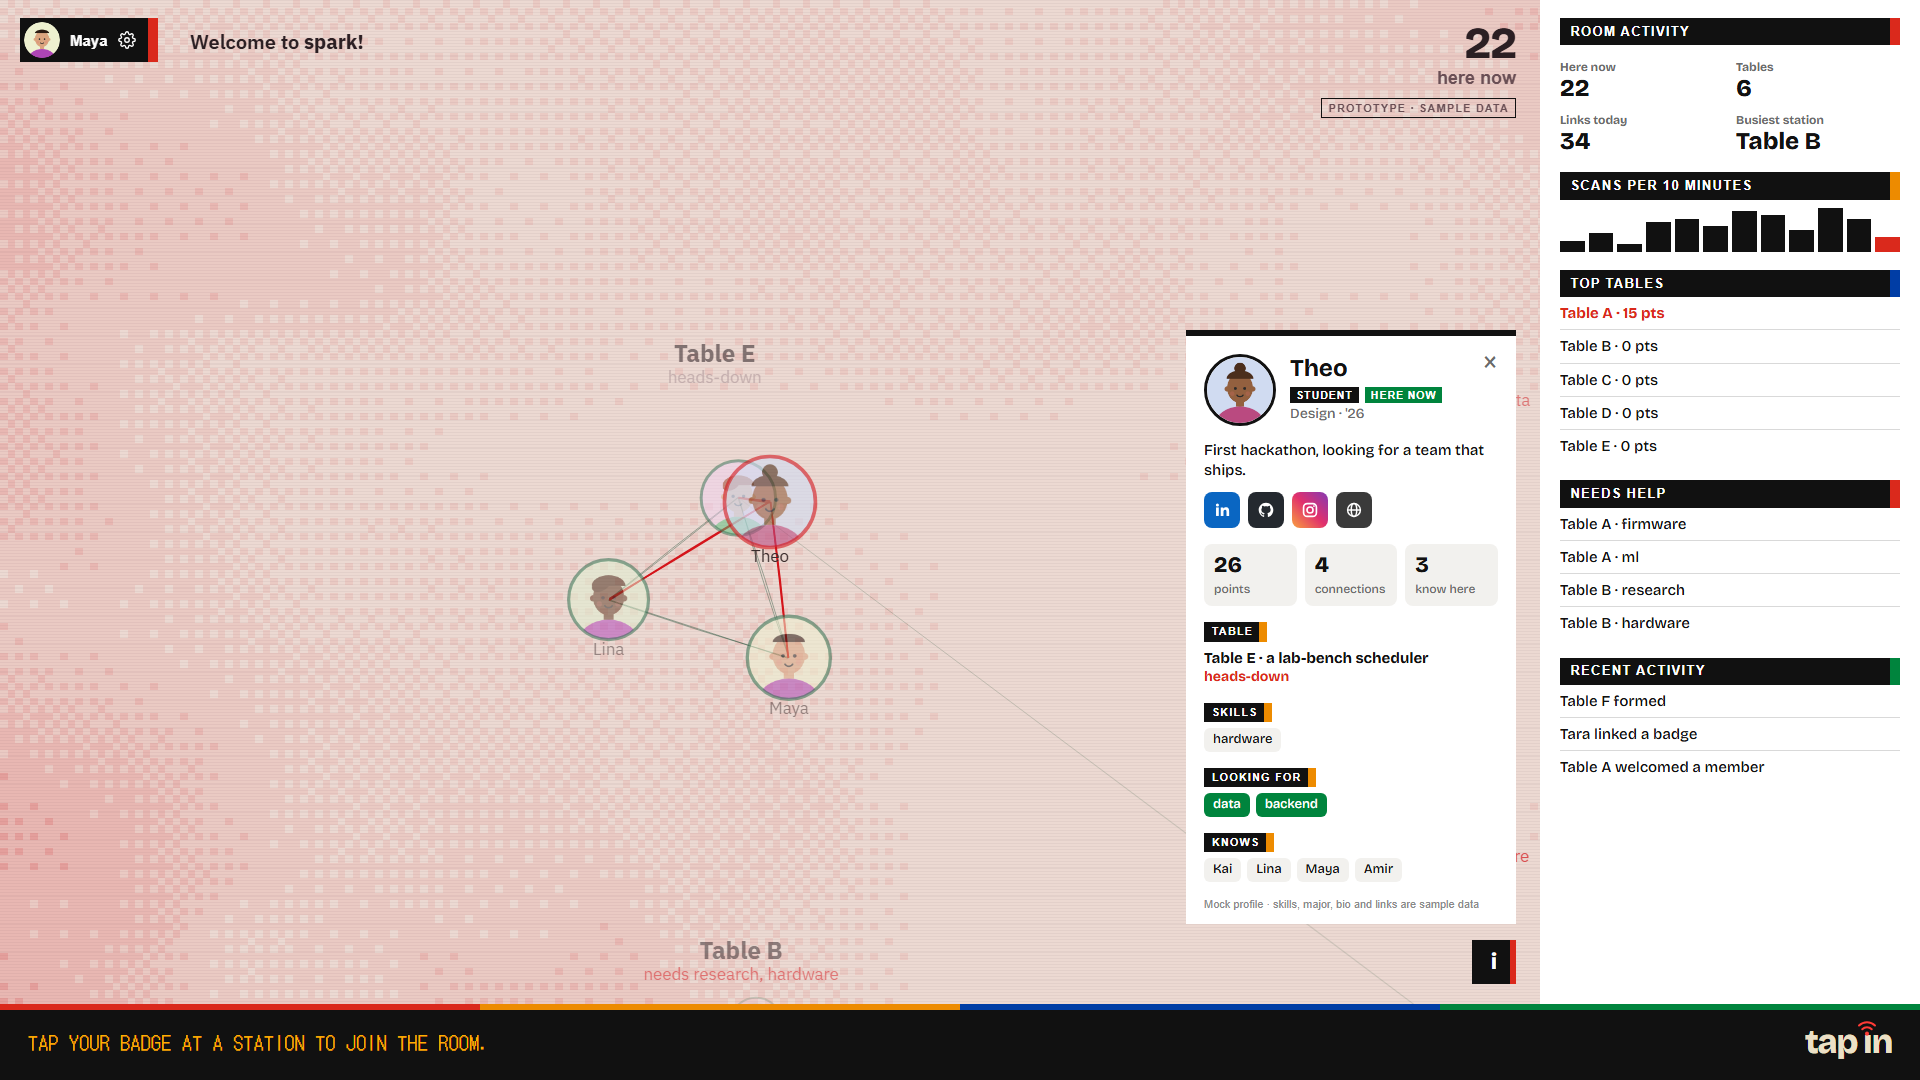 Maya
Welcome to spark!
22
here now
PROTOTYPE · SAMPLE DATA
Table E
heads-down
Theo
Lina
Maya
Table B
needs research, hardware
ta
re
Theo
×
STUDENT HERE NOW
Design · '26
First hackathon, looking for a team that
ships.
in
26 4 3
points connections know here
TABLE
Table E · a lab-bench scheduler
heads-down
SKILLS
hardware
LOOKING FOR
data backend
KNOWS
Kai Lina Maya Amir
Mock profile · skills, major, bio and links are sample data
i
ROOM ACTIVITY
Here now Tables
22 6
Links today Busiest station
34 Table B
SCANS PER 10 MINUTES
TOP TABLES
Table A · 15 pts
Table B · 0 pts
Table C · 0 pts
Table D · 0 pts
Table E · 0 pts
NEEDS HELP
Table A · firmware
Table A · ml
Table B · research
Table B · hardware
RECENT ACTIVITY
Table F formed
Tara linked a badge
Table A welcomed a member
TAP YOUR BADGE AT A STATION TO JOIN THE ROOM.
tap in